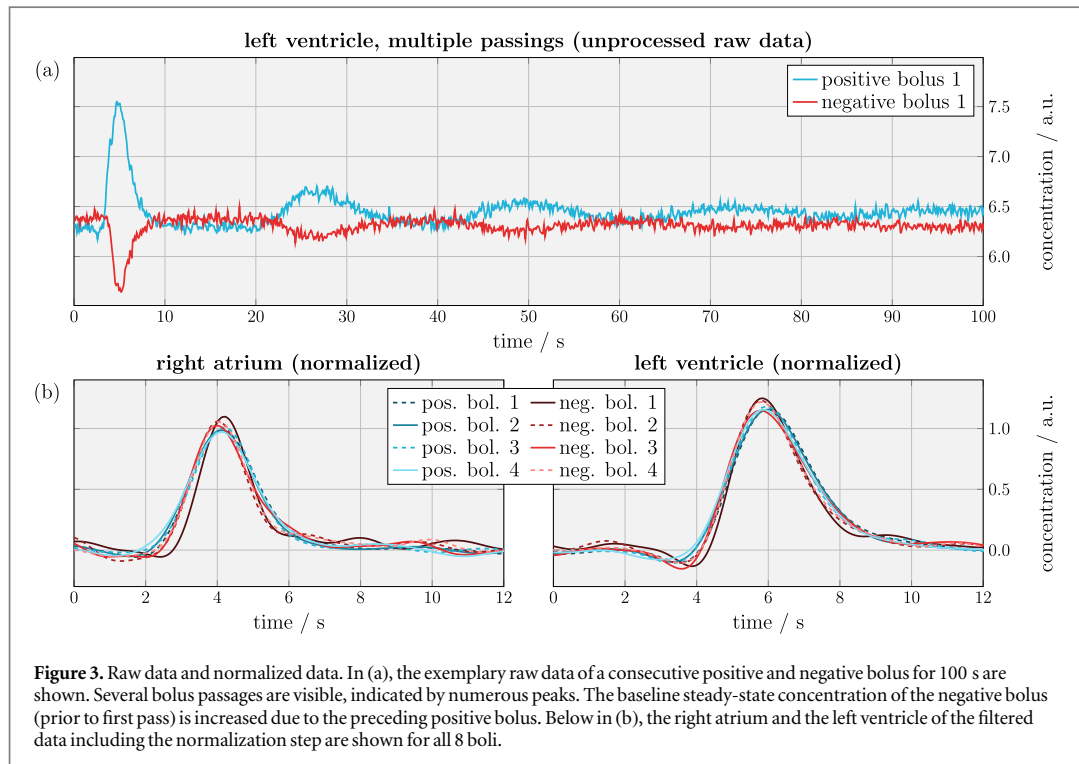 left ventricle, multiple passings (unprocessed raw data)
(a)
positive bolus 1
negative bolus 1
7.5
7.0
6.5
6.0
concentration / a.u.
0 10 20 30 40 50 60 70 80 90 100
time / s
right atrium (normalized)
left ventricle (normalized)
(b)
pos. bol. 1 neg. bol. 1
pos. bol. 2 neg. bol. 2
pos. bol. 3 neg. bol. 3
pos. bol. 4 neg. bol. 4
1.0
0.5
0.0
concentration / a.u.
0 2 4 6 8 10 12
0 2 4 6 8 10 12
time / s
time / s
Figure 3. Raw data and normalized data. In (a), the exemplary raw data of a consecutive positive and negative bolus for 100 s are
shown. Several bolus passages are visible, indicated by numerous peaks. The baseline steady-state concentration of the negative bolus
(prior to first pass) is increased due to the preceding positive bolus. Below in (b), the right atrium and the left ventricle of the filtered
data including the normalization step are shown for all 8 boli.